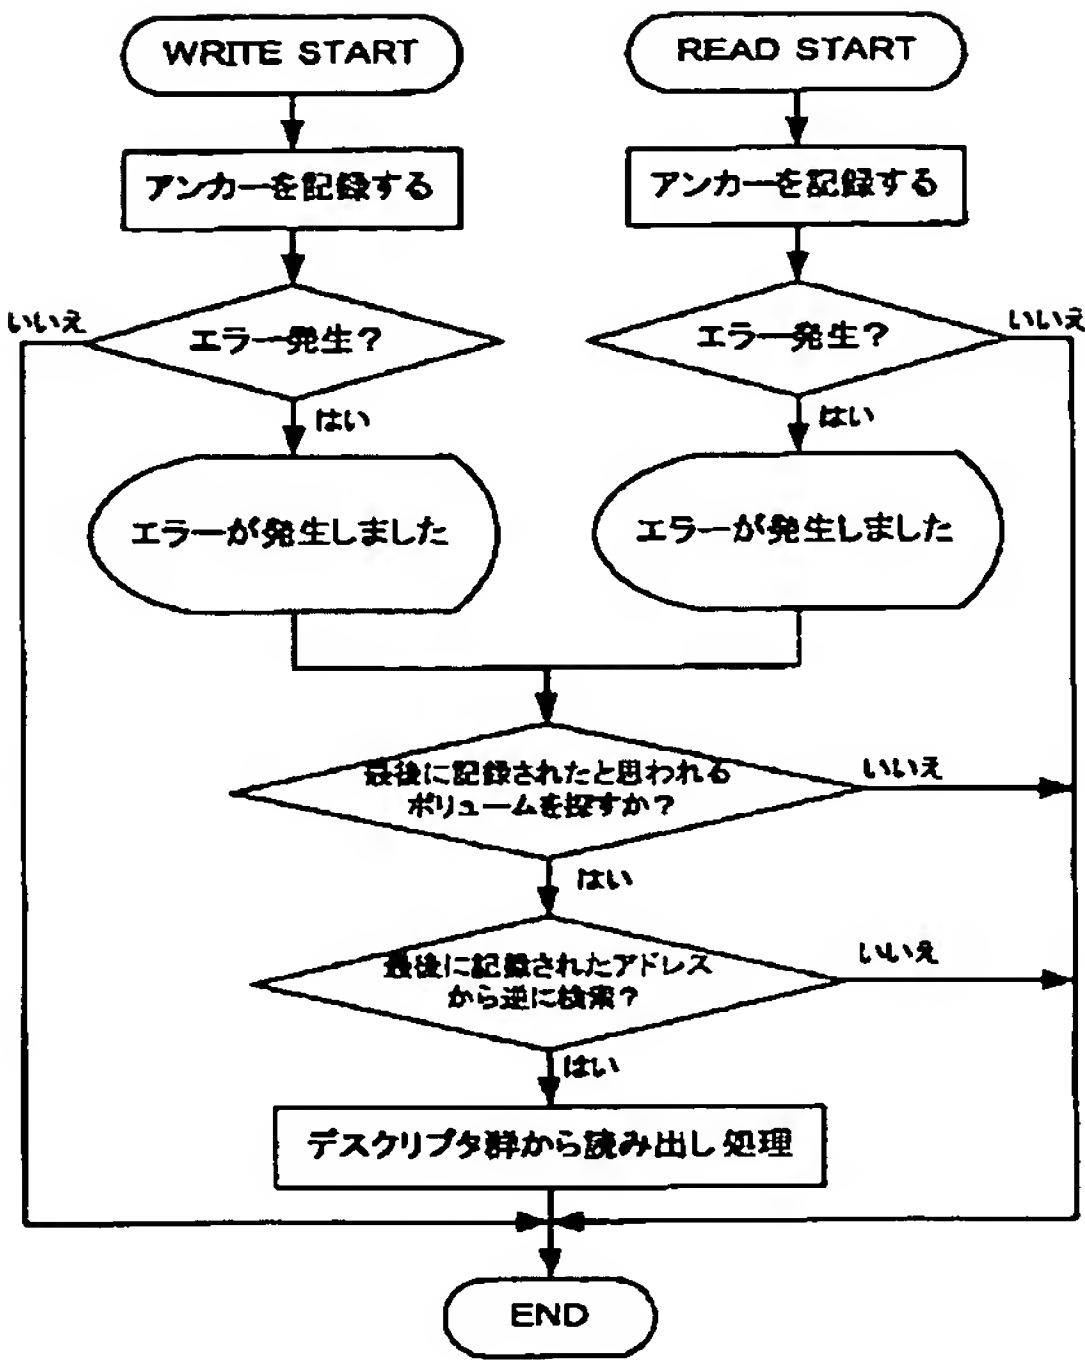 WRITE START
READ START
アンカーを記録する
アンカーを記録する
いいえ
エラー発生?
エラー発生?
いいえ
はい
はい
エラーが発生しました
エラーが発生しました
最後に記録されたと思われる
ボリュームを探すか?
いいえ
はい
最後に記録されたアドレス
から逆に検索?
いいえ
はい
デスクリプタ群から読み出し処理
END